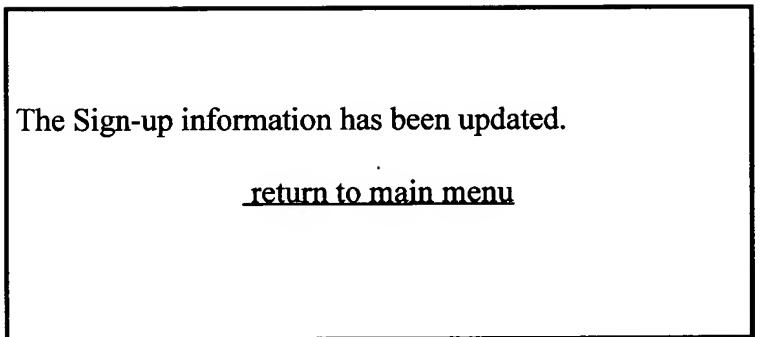 The Sign-up information has been updated.
return to main menu